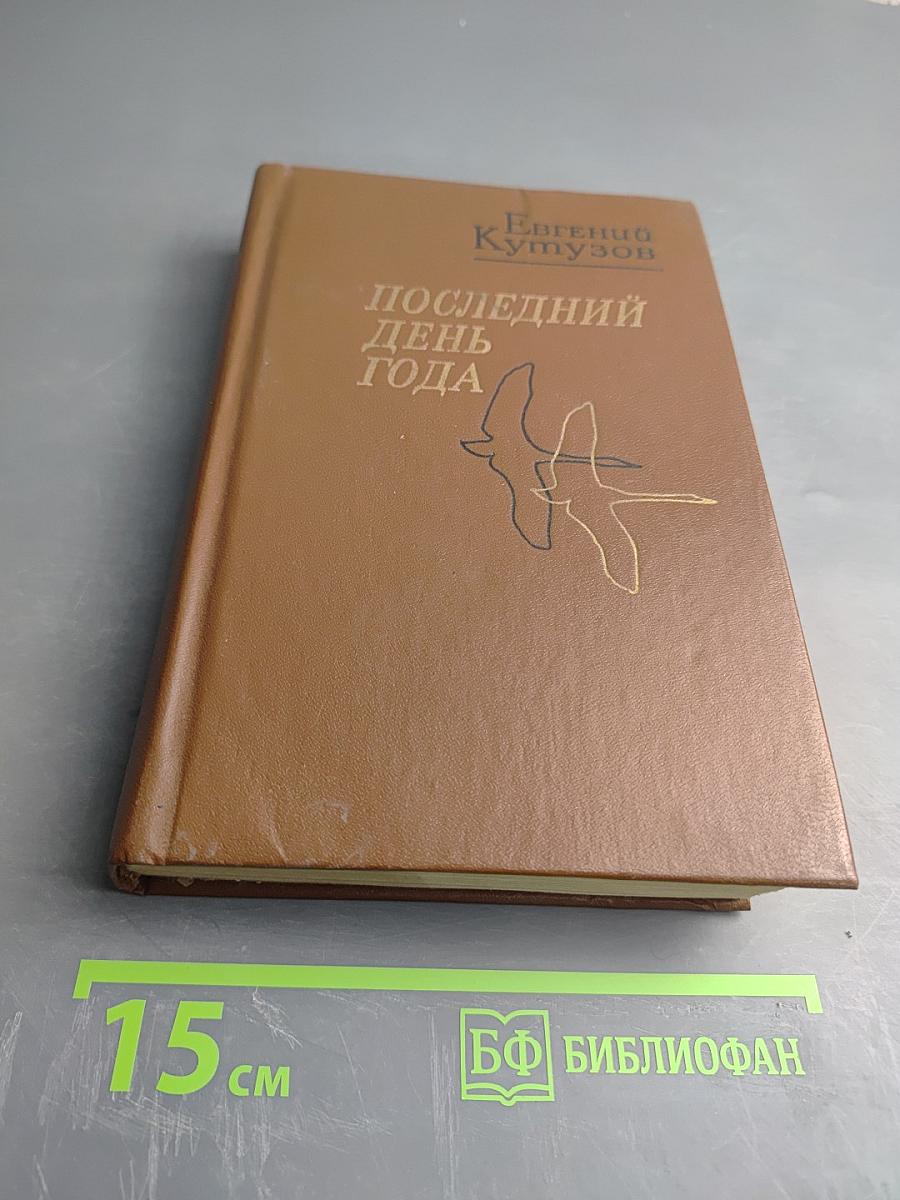 Евгений
Кутузов
ПОСЛЕДНИЙ
ДЕНЬ
ГОДА
15 см
БФ БИБЛИОФАН